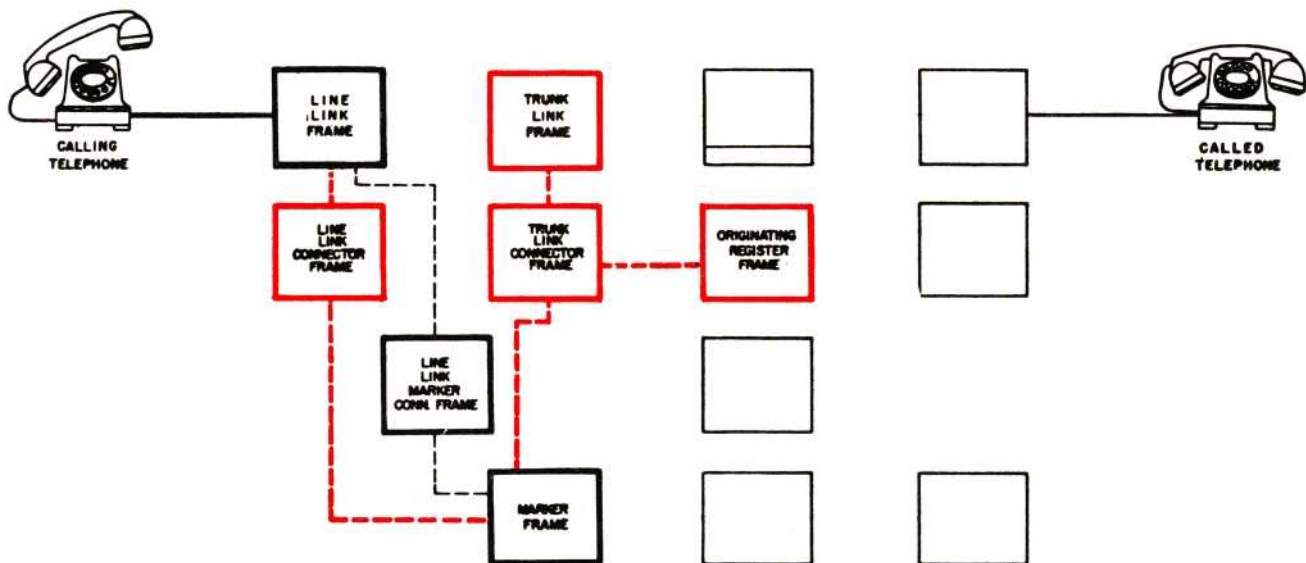 CALLING
TELEPHONE
LINE
LINK
FRAME
TRUNK
LINK
FRAME
CALLED
TELEPHONE
LINE
LINK
CONNECTOR
FRAME
TRUNK
LINK
CONNECTOR
FRAME
ORIGINATING
REGISTER
FRAME
LINE
LINK
MARKER
CONN. FRAME
MARKER
FRAME